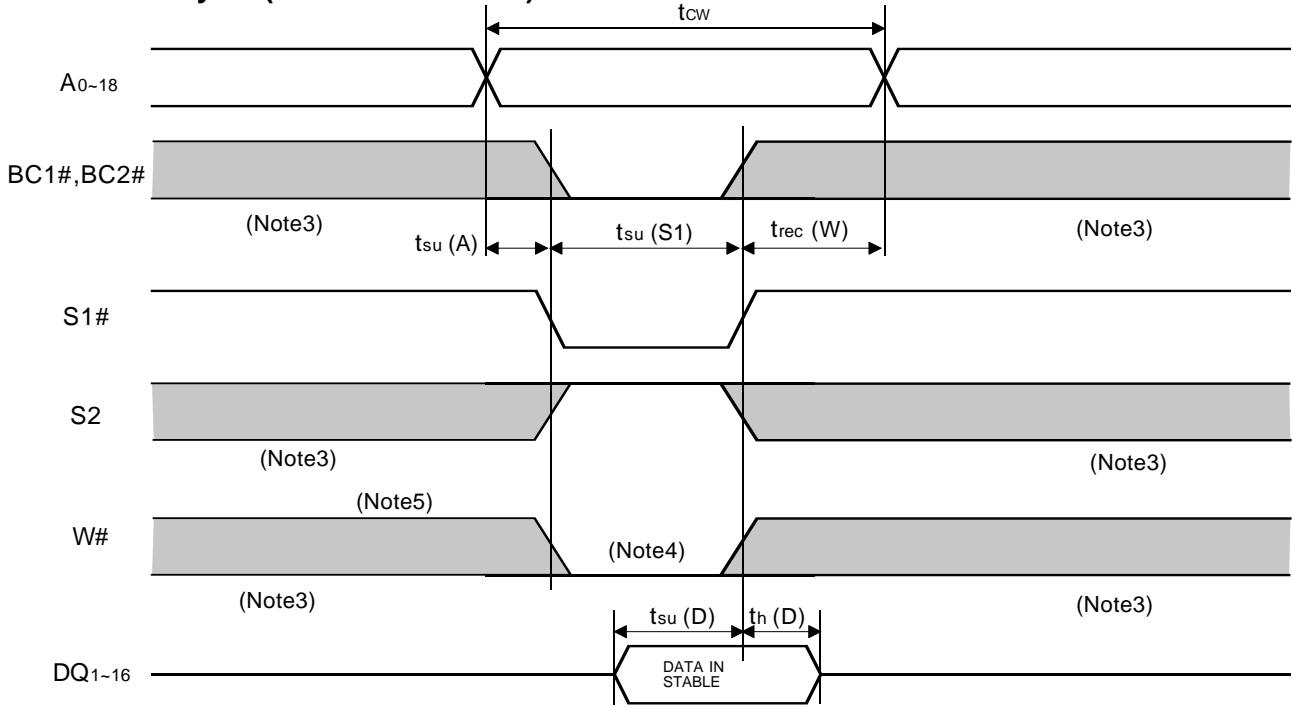 tCW
A0~18
BC1#,BC2#
(Note3)
tsu (A)
tsu (S1)
trec (W)
(Note3)
S1#
S2
(Note3)
(Note3)
(Note5)
W#
(Note4)
(Note3)
(Note3)
tsu (D)
th (D)
DQ1~16
DATA IN
STABLE